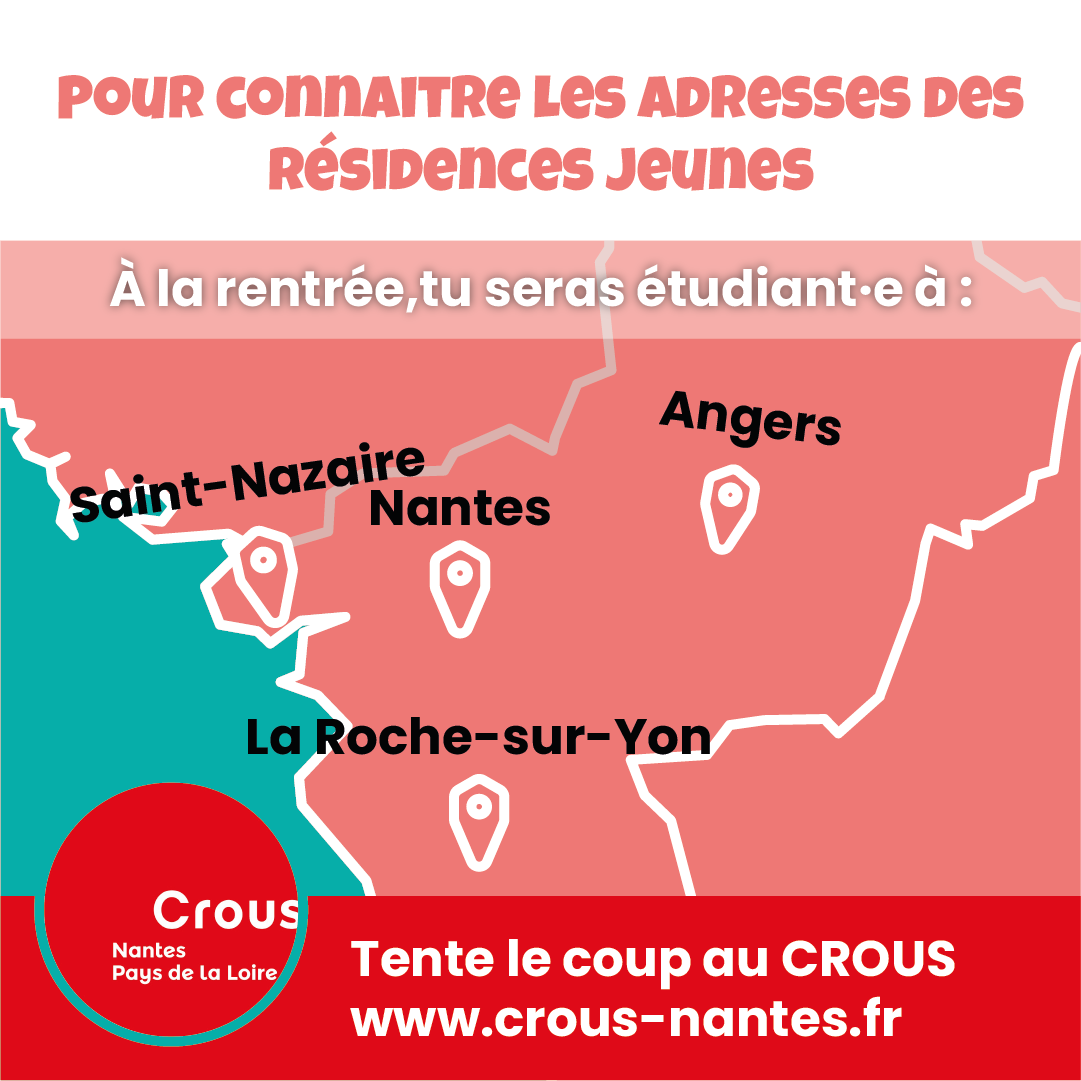 Pour connaitre les adresses des
Résidences Jeunes
À la rentrée,tu seras étudiant·e à :
Angers
Saint-Nazaire
Nantes
La Roche-sur-Yon
Crous
Nantes
Pays de la Loire
Tente le coup au CROUS
www.crous-nantes.fr